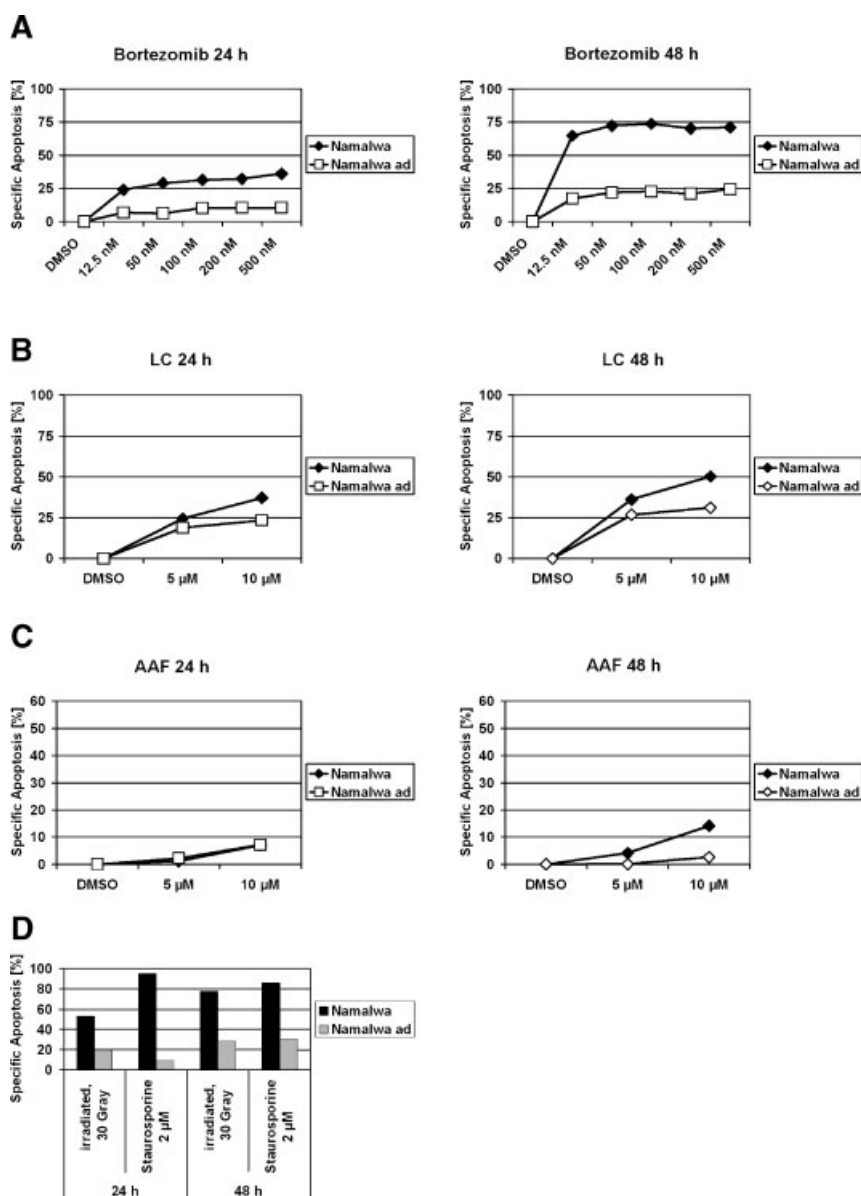 A
Bortezomib 24 h
Specific Apoptosis [%]
100
75
50
25
0
DMSO
12.5 nM
50 nM
100 nM
200 nM
500 nM
Namalwa
Namalwa ad
Bortezomib 48 h
Specific Apoptosis [%]
100
75
50
25
0
DMSO
12.5 nM
50 nM
100 nM
200 nM
500 nM
Namalwa
Namalwa ad
B
LC 24 h
Specific Apoptosis [%]
100
75
50
25
0
DMSO 5 µM 10 µM
Namalwa
Namalwa ad
LC 48 h
Specific Apoptosis [%]
100
75
50
25
0
DMSO 5 µM 10 µM
Namalwa
Namalwa ad
C
AAF 24 h
Specific Apoptosis [%]
60
50
40
30
20
10
0
DMSO 5 µM 10 µM
Namalwa
Namalwa ad
AAF 48 h
Specific Apoptosis [%]
60
50
40
30
20
10
0
DMSO 5 µM 10 µM
Namalwa
Namalwa ad
D
Specific Apoptosis [%]
100
80
60
40
20
0
irradiated,
30 Gray
Staurosporine
2 µM
irradiated,
30 Gray
Staurosporine
2 µM
24 h 48 h
Namalwa
Namalwa ad